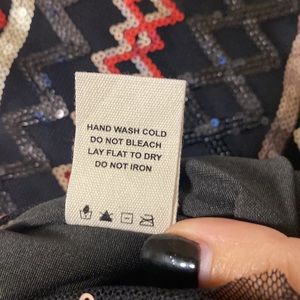 HAND WASH COLD
DO NOT BLEACH
LAY FLAT TO DRY
DO NOT IRON